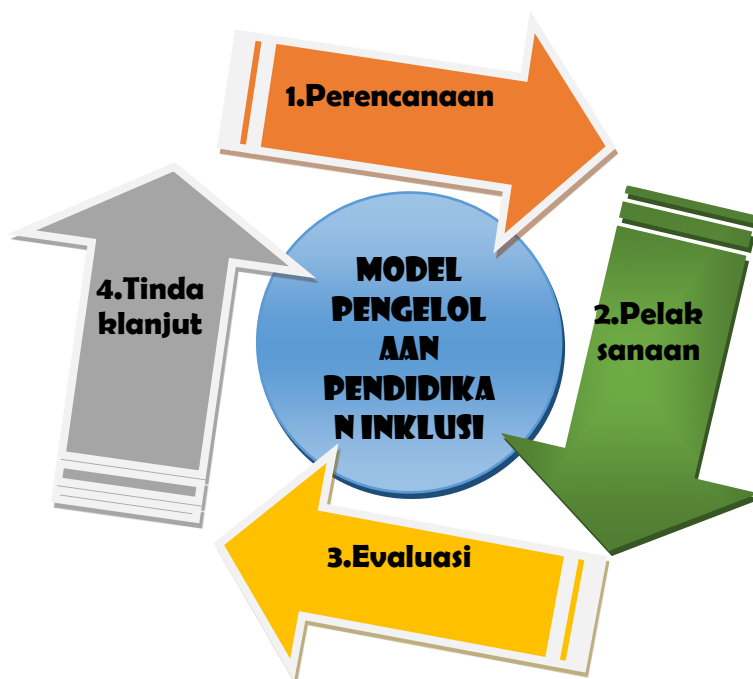 1.Perencanaan
MODEL
PENGELOL
AAN
PENDIDIKA
N INKLUSI
2.Pelak
sanaan
3.Evaluasi
4.Tinda
klanjut